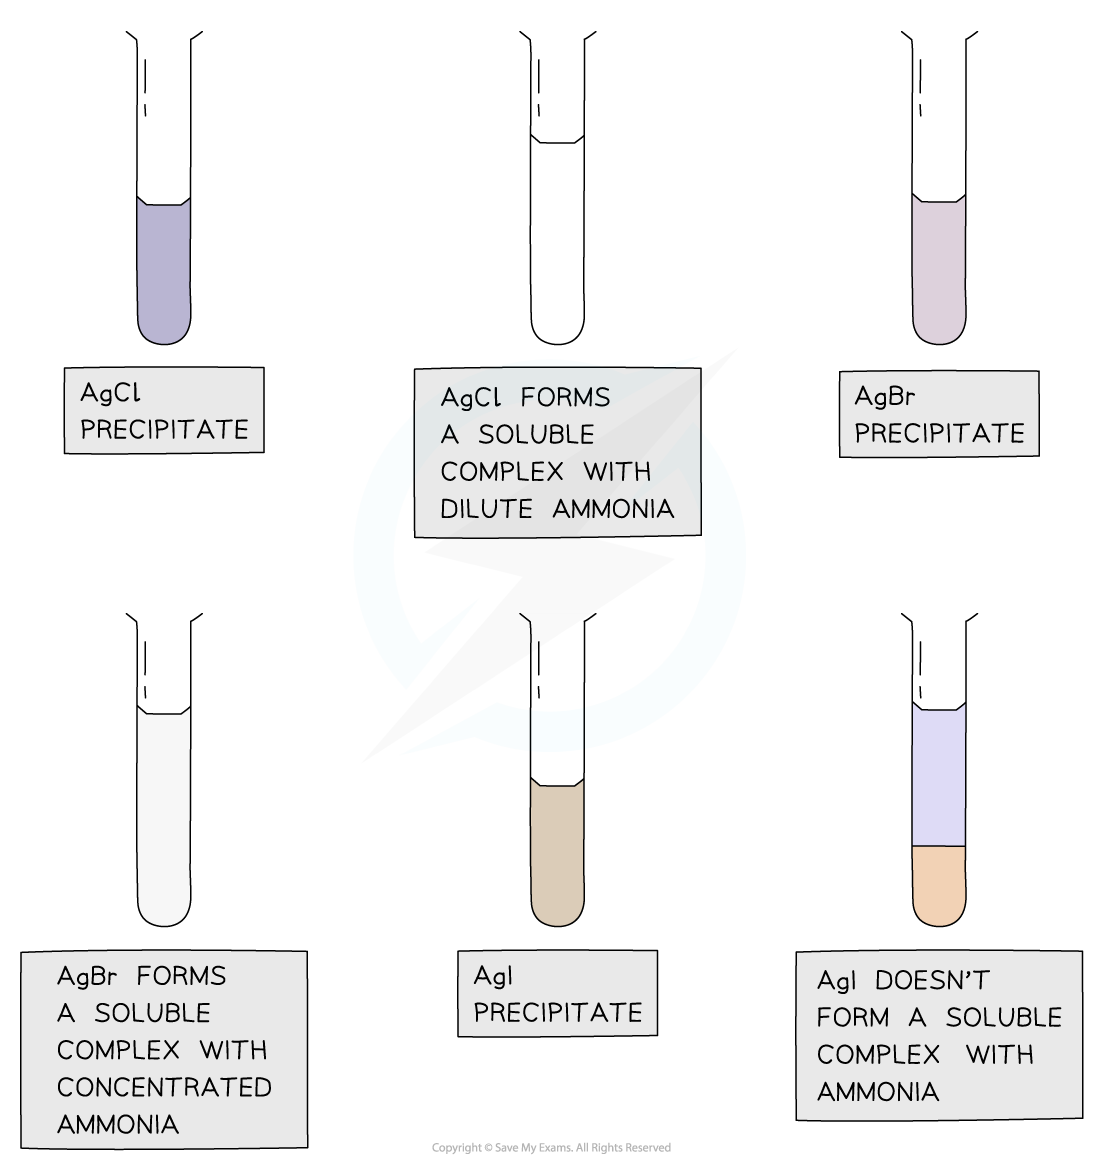 AgCl
PRECIPITATE
AgCl FORMS
A SOLUBLE
COMPLEX WITH
DILUTE AMMONIA
AgBr
PRECIPITATE
AgBr FORMS
A SOLUBLE
COMPLEX WITH
CONCENTRATED
AMMONIA
AgI
PRECIPITATE
AgI DOESN'T
FORM A SOLUBLE
COMPLEX WITH
AMMONIA
Copyright © Save My Exams. All Rights Reserved